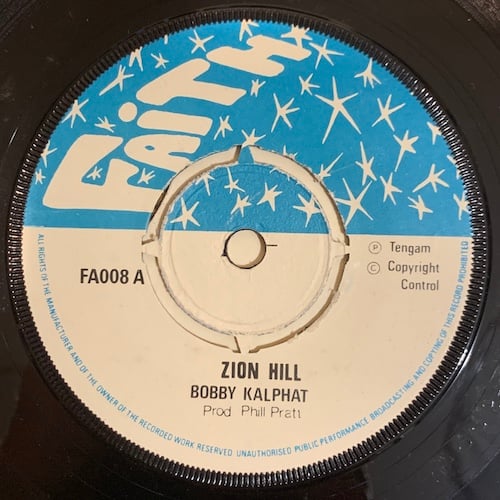 FAITH
FA008 A
Ⓟ Tengam
© Copyright
Control
ZION HILL
BOBBY KALPHAT
Prod Phill Pratt
ALL RIGHTS OF THE MANUFACTURER AND OF THE OWNER OF THE RECORDED WORK RESERVED UNAUTHORISED PUBLIC PERFORMANCE BROADCASTING AND COPYING OF THIS RECORD PROHIBITED